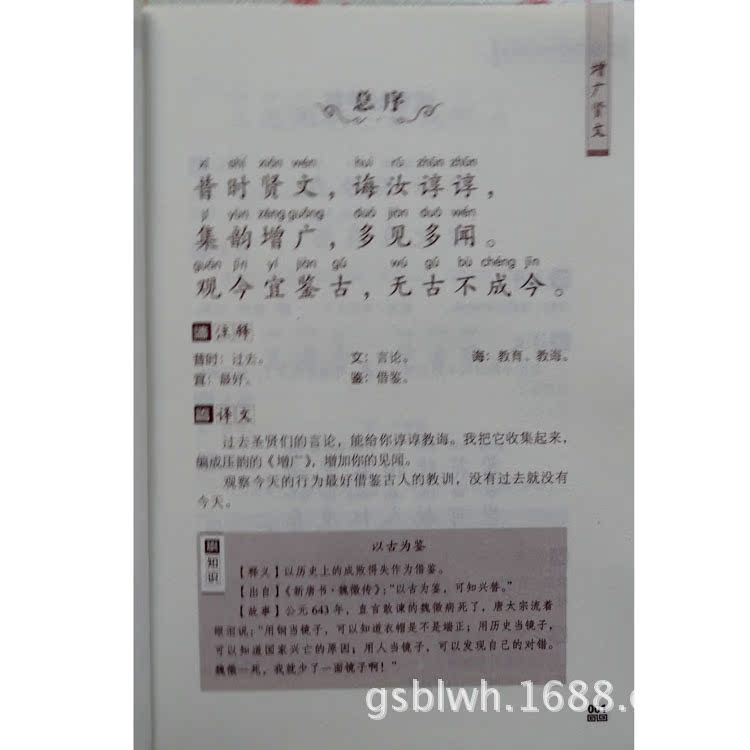 增广贤文
总序
xī shí xián wén huì rǔ zhūn zhūn
昔时贤文，诲汝谆谆，
jí yùn zēng guǎng duō jiàn duō wén
集韵增广，多见多闻。
guān jīn yí jiàn gǔ wú gǔ bù chéng jīn
观今宜鉴古，无古不成今。
注释
昔时：过去。 文：言论。 诲：教育、教诲。
宜：最好。 鉴：借鉴。
译文
过去圣贤们的言论，能给你谆谆教诲。我把它收集起来，
编成压韵的《增广》，增加你的见闻。
观察今天的行为最好借鉴古人的教训，没有过去就没有
今天。
知识
以古为鉴
【释义】以历史上的成败得失作为借鉴。
【出自】《新唐书·魏徵传》：“以古为鉴，可知兴替。”
【故事】公元643年，直言敢谏的魏徵病死了，唐太宗流着
眼泪说：“用铜当镜子，可以知道衣帽是不是端正；用历史当镜子，
可以知道国家兴亡的原因；用人当镜子，可以发现自己的对错。
魏徵一死，我就少了一面镜子啊！”
001
gsblwh.1688.c